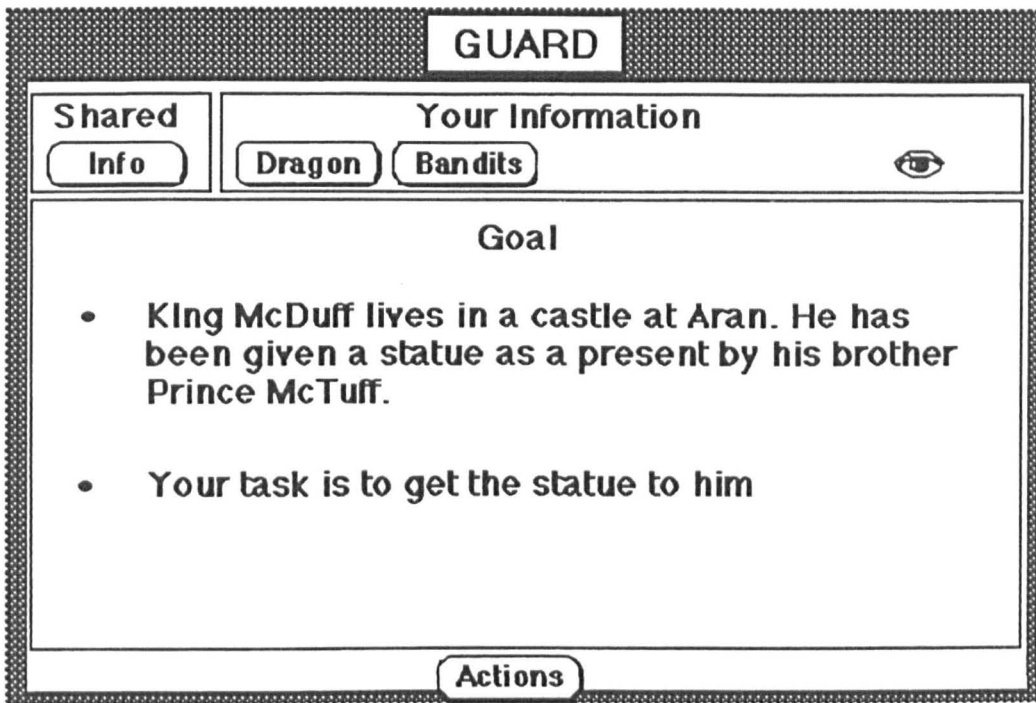 GUARD
Shared
Your Information
Info
Dragon
Bandits
Goal
• KIng McDuff lives in a castle at Aran. He has
been given a statue as a present by his brother
Prince McTuff.
• Your task is to get the statue to him
Actions